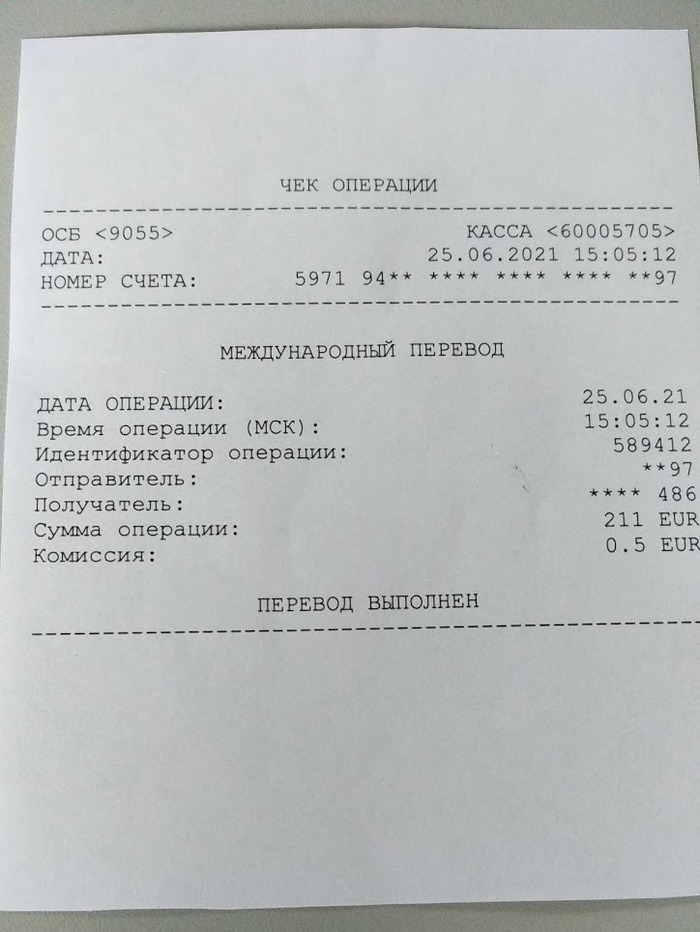 ЧЕК ОПЕРАЦИИ
ОСБ <9055> КАССА <60005705>
ДАТА: 25.06.2021 15:05:12
НОМЕР СЧЕТА: 5971 94** **** **** **** **97
МЕЖДУНАРОДНЫЙ ПЕРЕВОД
ДАТА ОПЕРАЦИИ: 25.06.21
Время операции (МСК): 15:05:12
Идентификатор операции: 589412
Отправитель: **97
Получатель: **** 486
Сумма операции: 211 EUR
Комиссия: 0.5 EUR
ПЕРЕВОД ВЫПОЛНЕН